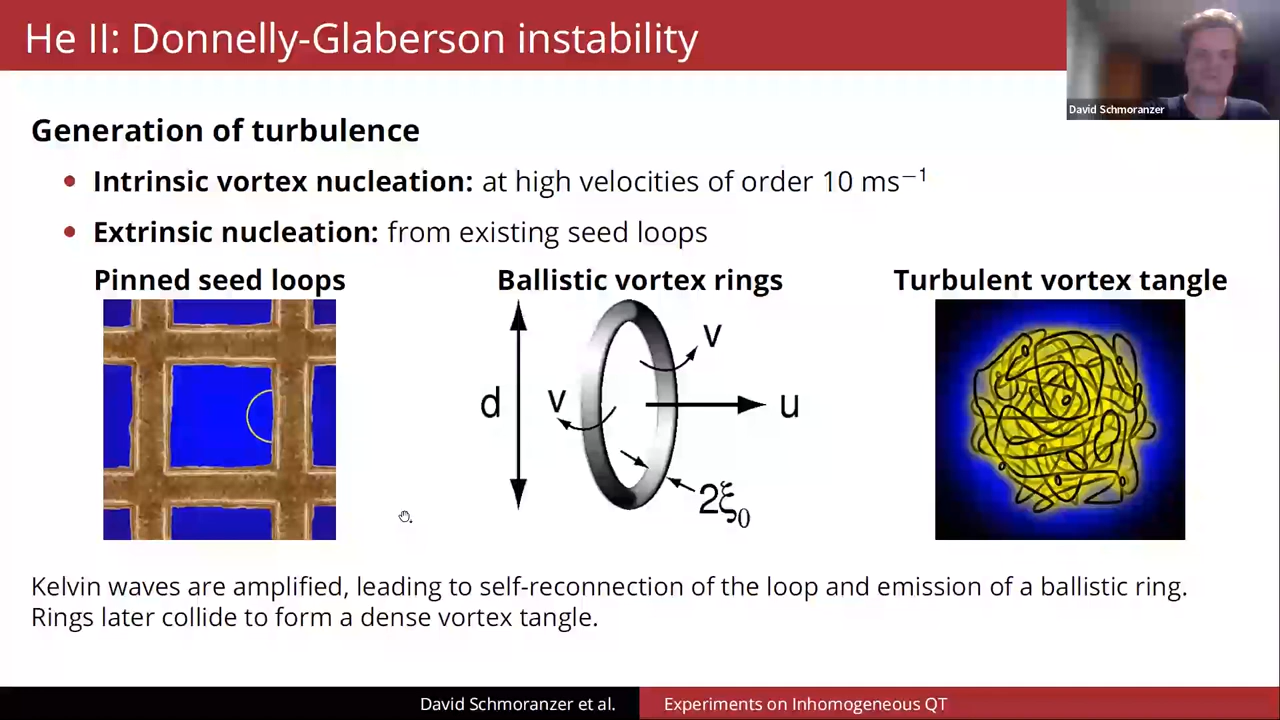 He II: Donnelly-Glaberson instability
David Schmoranzer
Generation of turbulence
Intrinsic vortex nucleation: at high velocities of order 10 ms⁻¹
Extrinsic nucleation: from existing seed loops
Pinned seed loops
Ballistic vortex rings
Turbulent vortex tangle
d
v
v
u
2ξ₀
Kelvin waves are amplified, leading to self-reconnection of the loop and emission of a ballistic ring.
Rings later collide to form a dense vortex tangle.
David Schmoranzer et al.
Experiments on Inhomogeneous QT